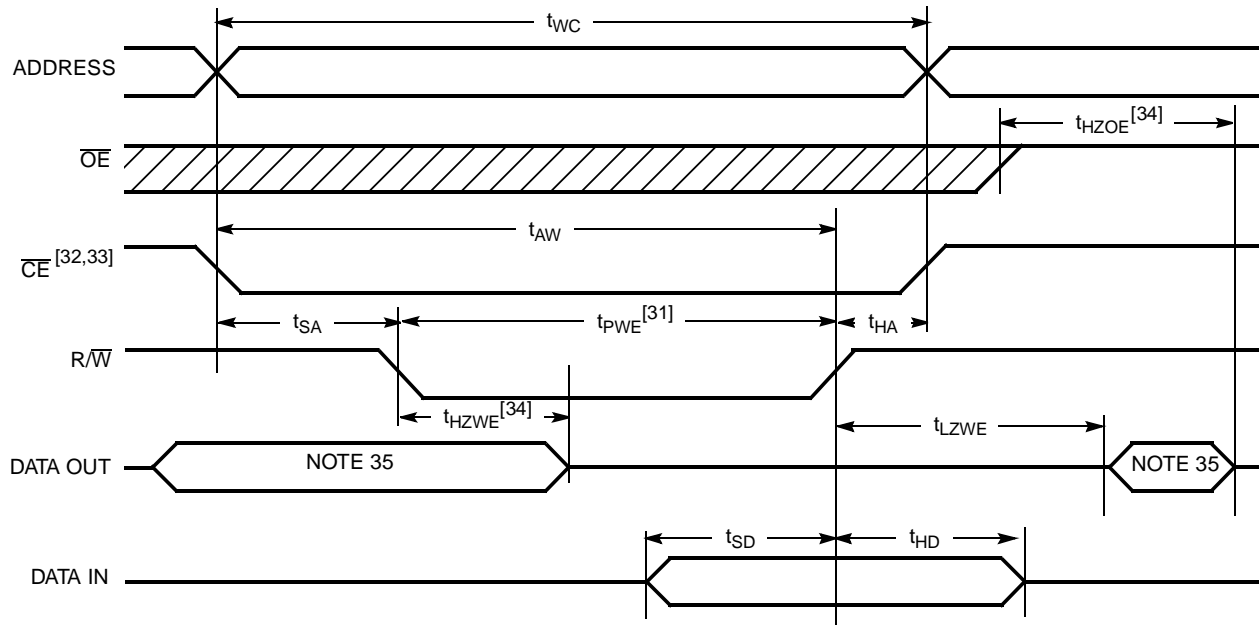 tWC
ADDRESS
tHZOE[34]
OE
tAW
CE [32,33]
tSA
tPWE[31]
tHA
R/W
tHZWE[34]
tLZWE
DATA OUT
NOTE 35
NOTE 35
tSD
tHD
DATA IN